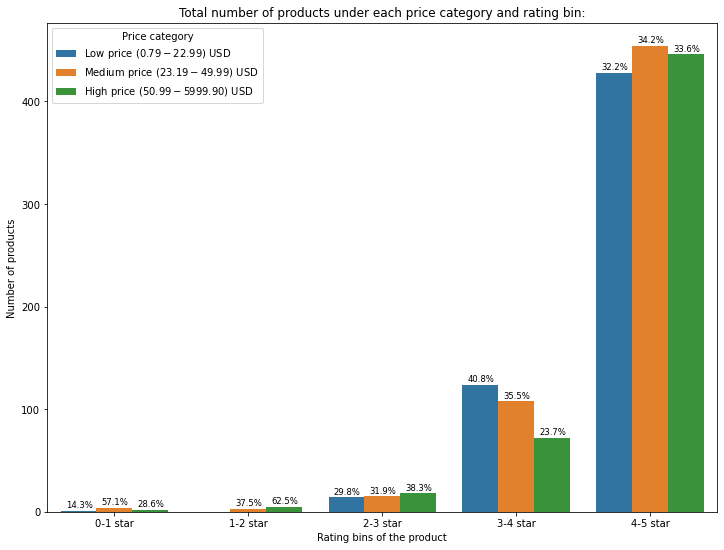 Total number of products under each price category and rating bin:
Price category
Low price (0.79 − 22.99) USD
Medium price (23.19 − 49.99) USD
High price (50.99 − 5999.90) USD
34.2%
33.6%
32.2%
400
300
Number of products
200
40.8%
35.5%
100
23.7%
57.1%
62.5%
38.3%
14.3%
28.6%
37.5%
29.8%
31.9%
0
0-1 star
1-2 star
2-3 star
3-4 star
4-5 star
Rating bins of the product